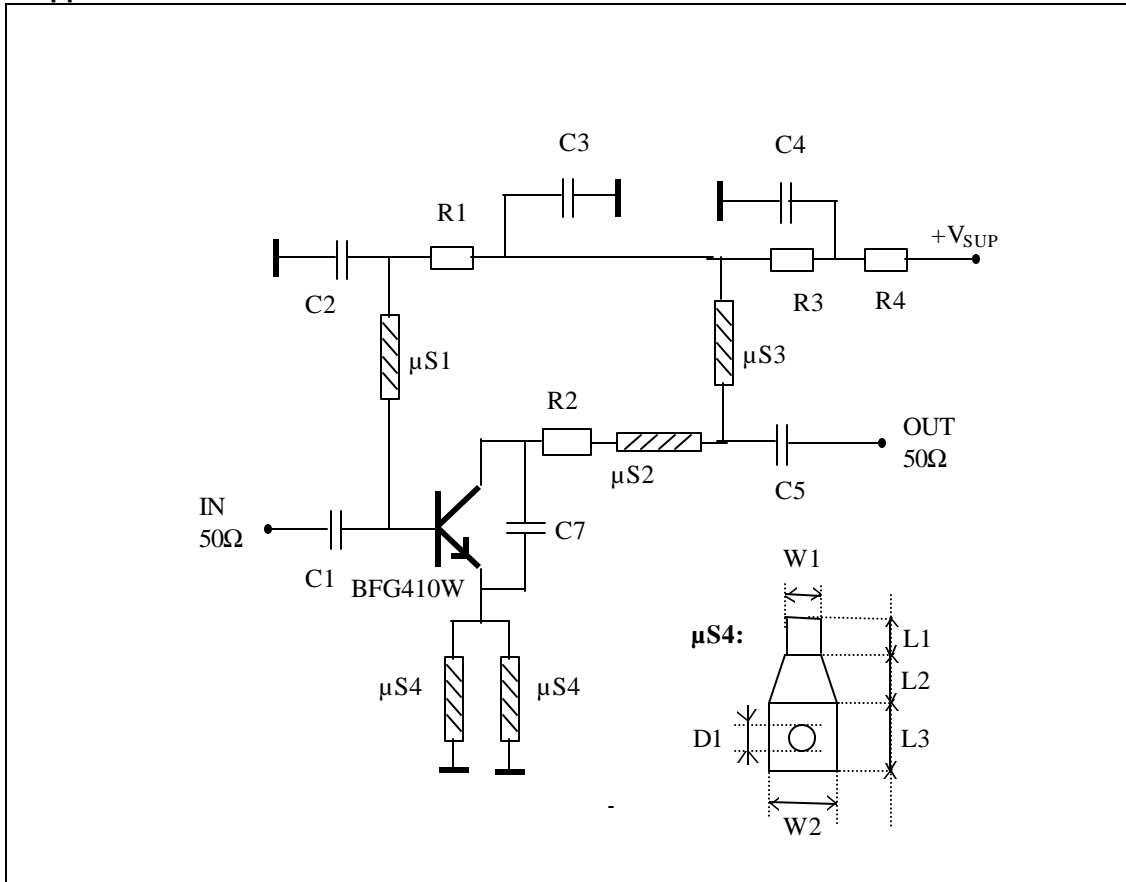 C3
C4
R1
+V_SUP
C2
R3
R4
µS1
µS3
R2
OUT
50Ω
µS2
C5
IN
50Ω
C7
C1
BFG410W
W1
µS4:
L1
µS4
µS4
L2
D1
L3
W2